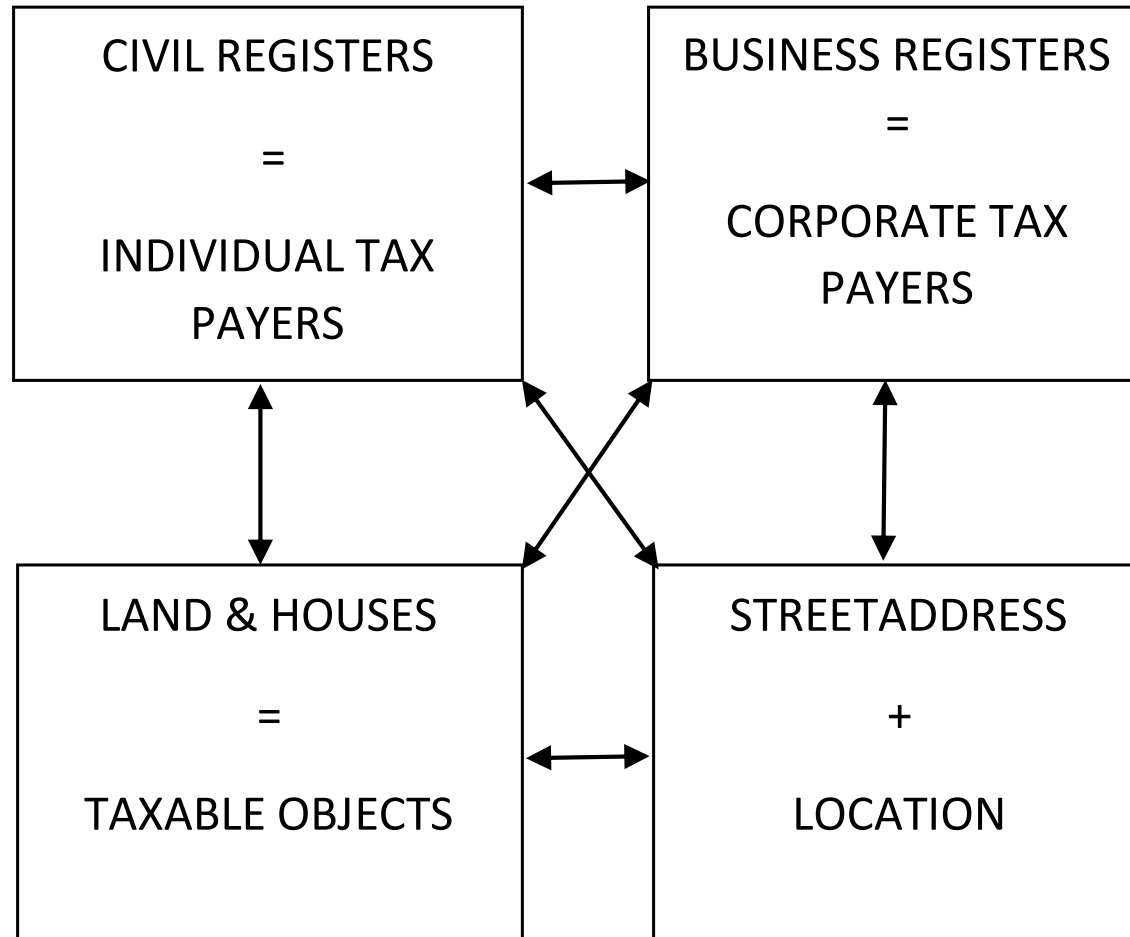 CIVIL REGISTERS
=
INDIVIDUAL TAX
PAYERS
BUSINESS REGISTERS
=
CORPORATE TAX
PAYERS
LAND & HOUSES
=
TAXABLE OBJECTS
STREETADDRESS
+
LOCATION